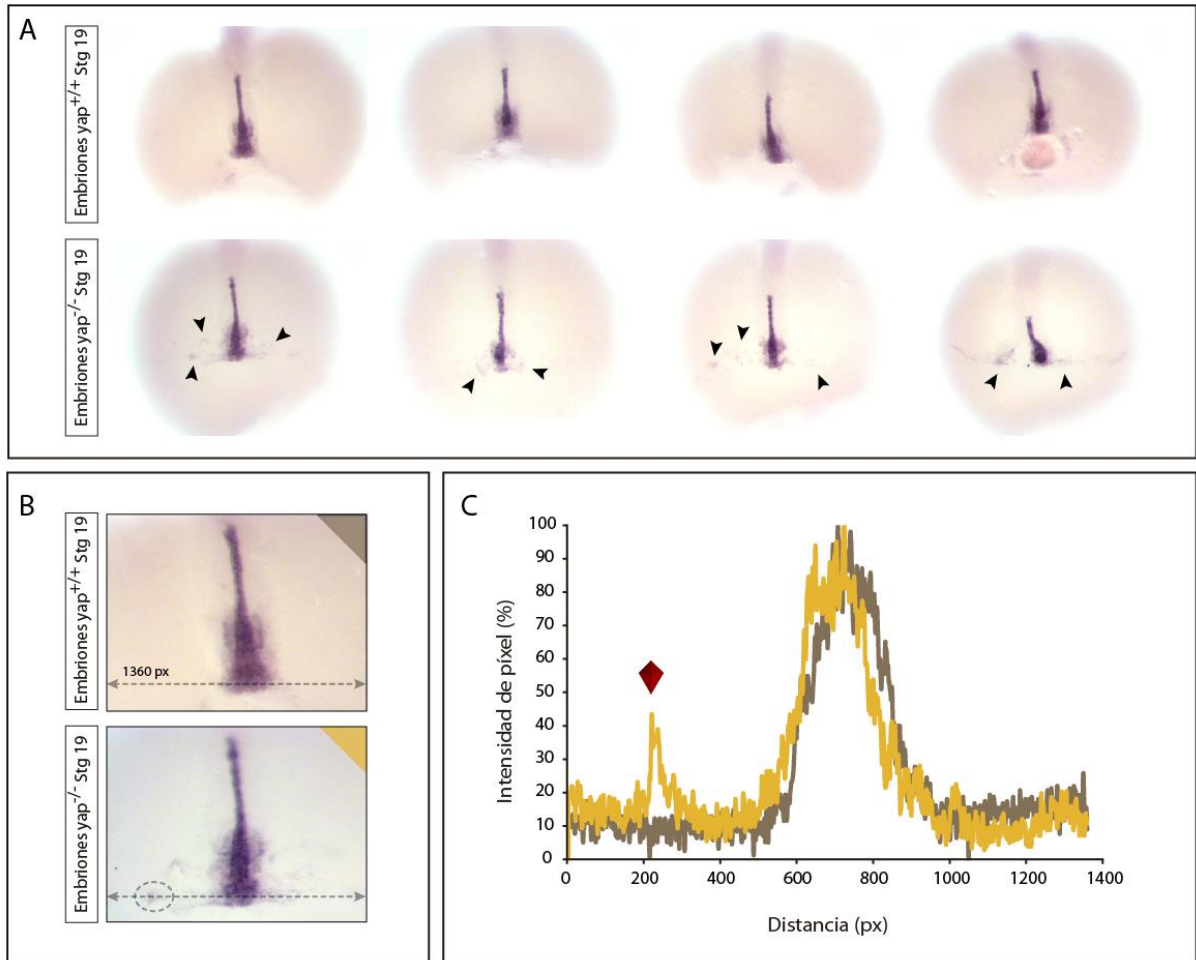 A
Embriones yap+/+ Stg 19
Embriones yap-/- Stg 19
B
Embriones yap+/+ Stg 19
1360 px
Embriones yap-/- Stg 19
C
Intensidad de píxel (%)
100
90
80
70
60
50
40
30
20
10
0
0 200 400 600 800 1000 1200 1400
Distancia (px)